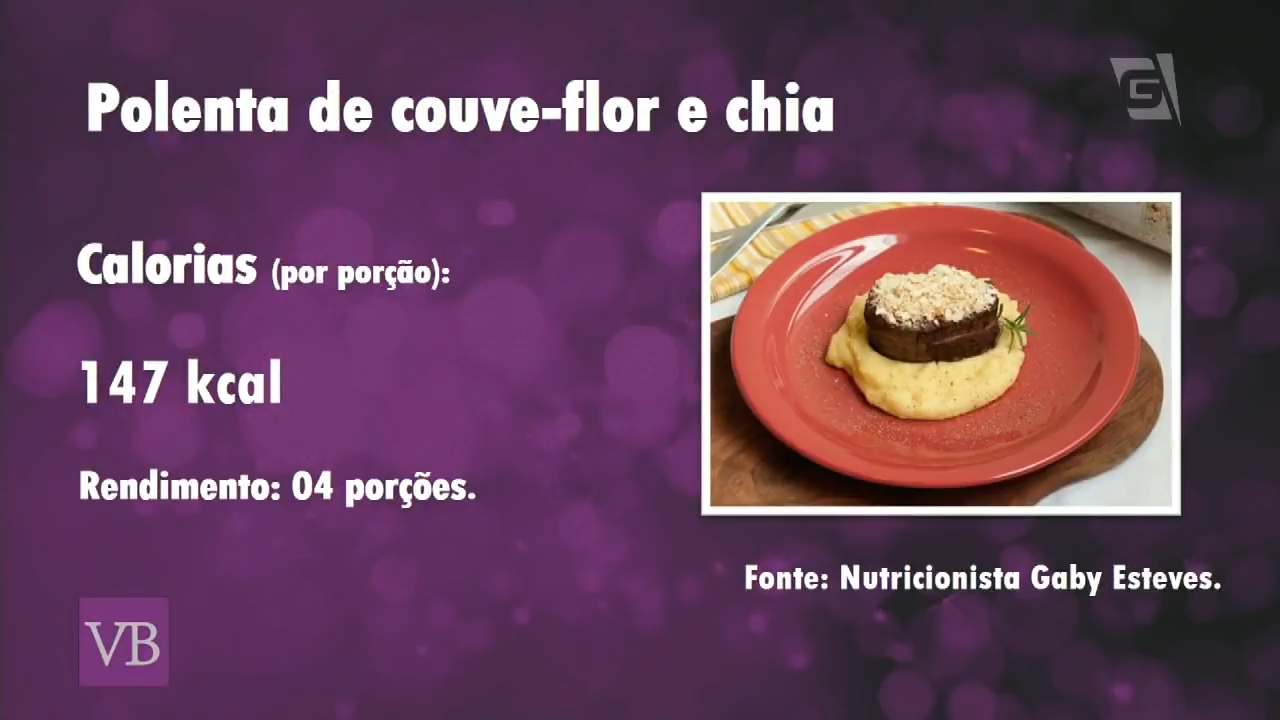 Polenta de couve-flor e chia
Calorias (por porção):
147 kcal
Rendimento: 04 porções.
Fonte: Nutricionista Gaby Esteves.
VB
G